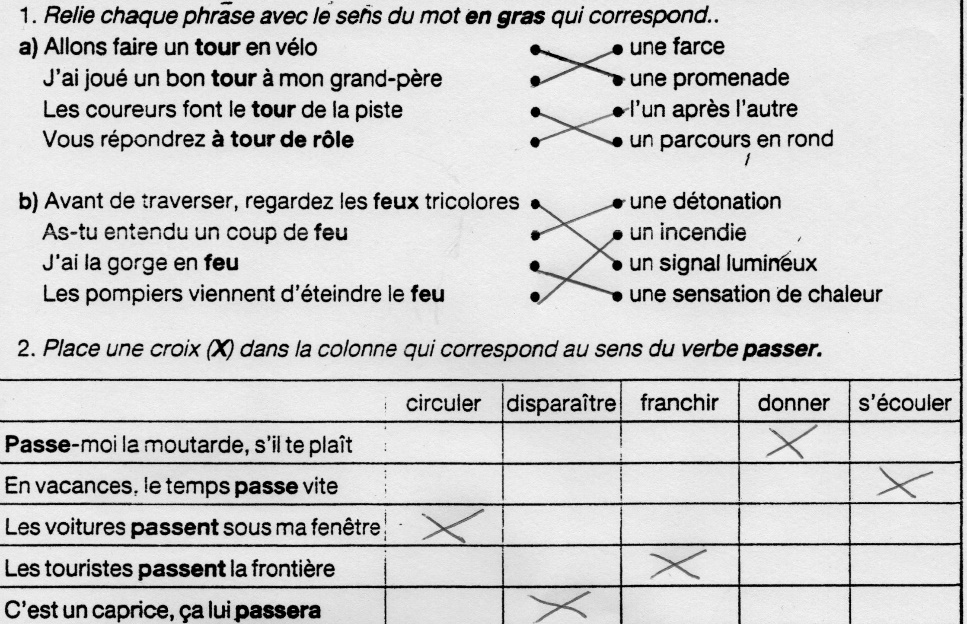 1. Relie chaque phrase avec le sens du mot en gras qui correspond..
a) Allons faire un tour en vélo une farce
J'ai joué un bon tour à mon grand-père une promenade
Les coureurs font le tour de la piste l'un après l'autre
Vous répondrez à tour de rôle un parcours en rond
b) Avant de traverser, regardez les feux tricolores une détonation
As-tu entendu un coup de feu un incendie
J'ai la gorge en feu un signal lumineux
Les pompiers viennent d'éteindre le feu une sensation de chaleur
2. Place une croix (X) dans la colonne qui correspond au sens du verbe passer.
circuler disparaître franchir donner s'écouler
Passe-moi la moutarde, s'il te plaît X
En vacances, le temps passe vite X
Les voitures passent sous ma fenêtre X
Les touristes passent la frontière X
C'est un caprice, ça lui passera X